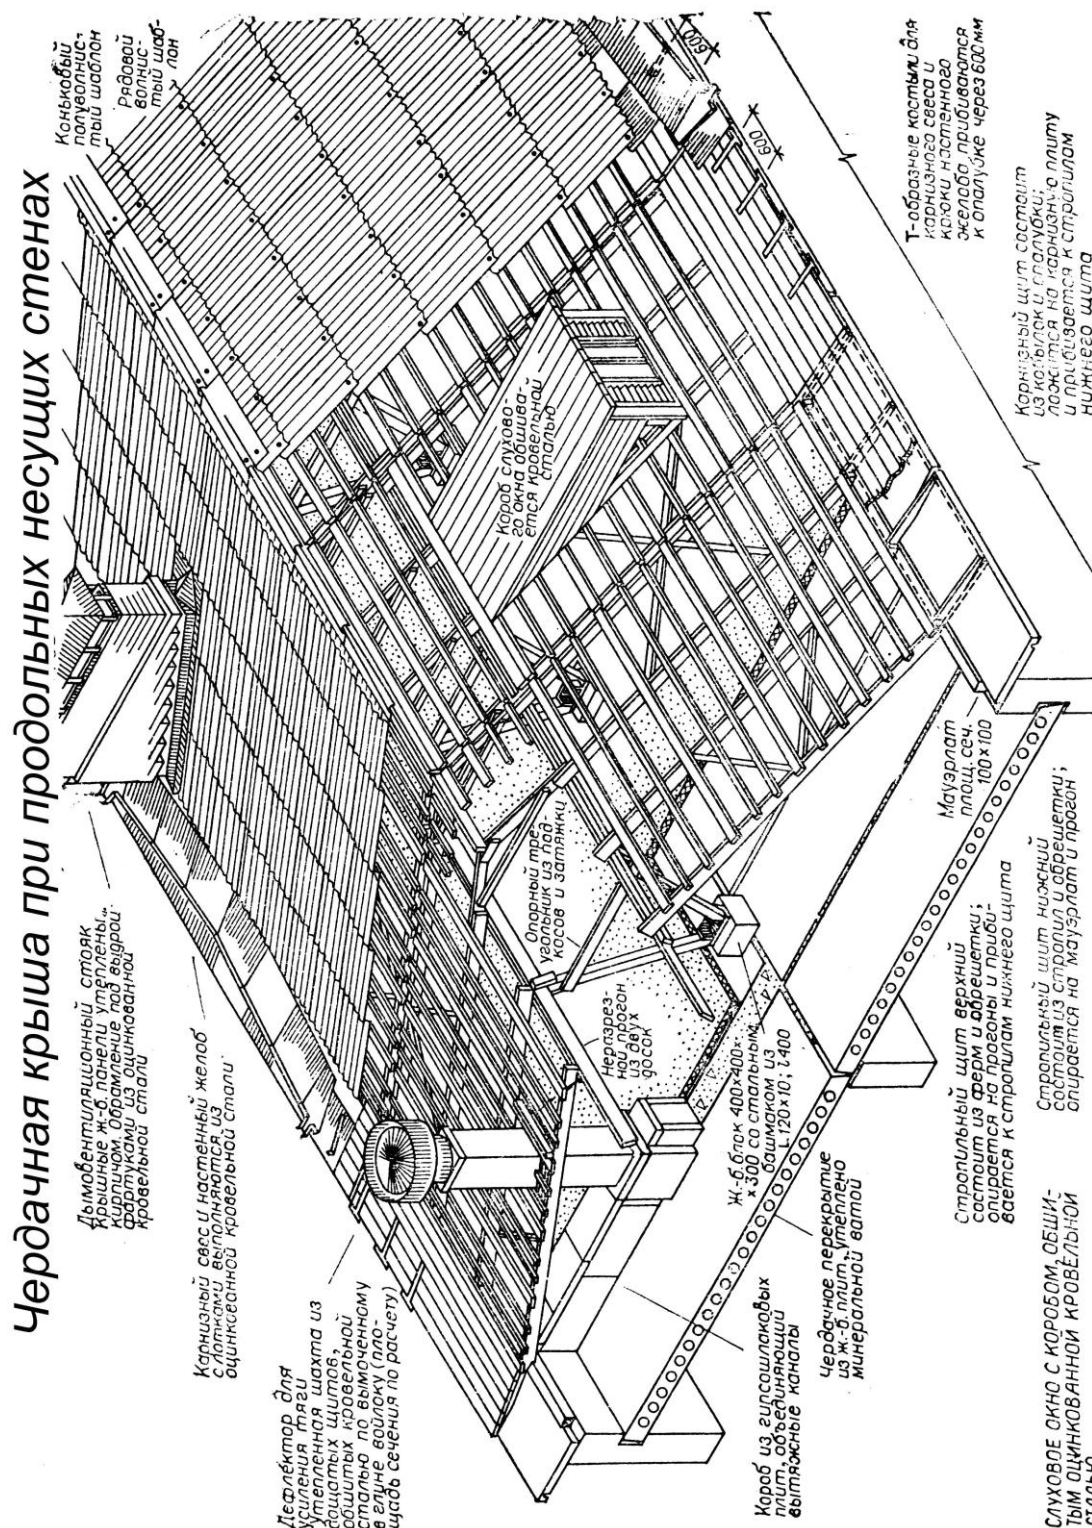 Чердачная крыша при продольных несущих стенах
Коньковый
полуволнис-
тый шаблон
Рядовой
волнис-
тый шаб-
лон
Дымовентиляционный стояк
Крышные ж.-б. панели утеплены
кирпичом. Обрамление под выдрой
фартуками из оцинкованной
кровельной стали
Карнизный свес и настенный желоб
с лотками выполняются из
оцинкованной кровельной стали
Дефлектор для
усиления тяги
Утепленная шахта из
дощатых щитов,
обшитых кровельной
сталью по вымоченному
в глине войлоку (пло-
щадь сечения по расчету)
Короб слухово-
го окна обшива-
ется кровельной
сталью
Опорный тре-
угольник из под-
косов и затяжки
Неразрез-
ной прогон
из двух
досок
Ж.-б. блок 400×400×
×300 со стальным
башмаком из
L 120×10; l 400
Короб из гипсошлаковых
плит, объединяющий
вытяжные каналы
Чердачное перекрытие
из ж.-б. плит, утеплено
минеральной ватой
Мауэрлат
площ. сеч.
100×100
600
600
Т-образные костыли для
карнизного свеса и
крюки настенного
желоба прибиваются
к опалубке через 600 мм
Карнизный щит состоит
из кобылок и опалубки;
ложится на карнизную плиту
и прибивается к стропилам
нижнего щита
Стропильный щит верхний
состоит из ферм и обрешетки;
опирается на прогоны и приби-
вается к стропилам нижнего щита
Стропильный щит нижний
состоит из стропил и обрешетки;
опирается на мауэрлат и прогон
СЛУХОВОЕ ОКНО С КОРОБОМ, ОБШИ-
ТЫМ ОЦИНКОВАННОЙ КРОВЕЛЬНОЙ
СТАЛЬЮ